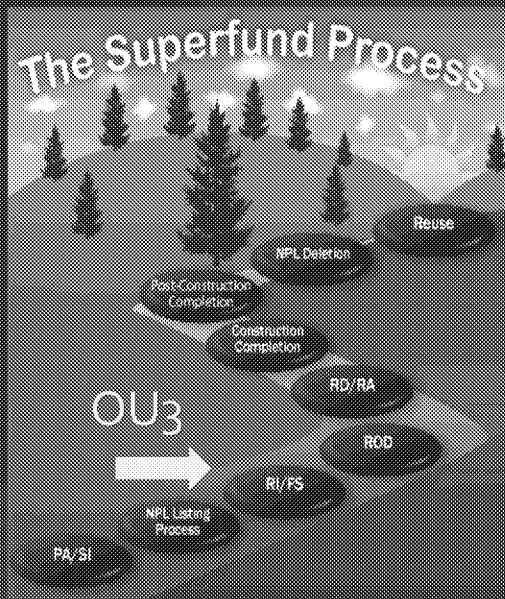 The Superfund Process
Reuse
NPL Deletion
Post-Construction
Completion
Construction
Completion
RD/RA
OU3
ROD
RI/FS
NPL Listing
Process
PA/SI